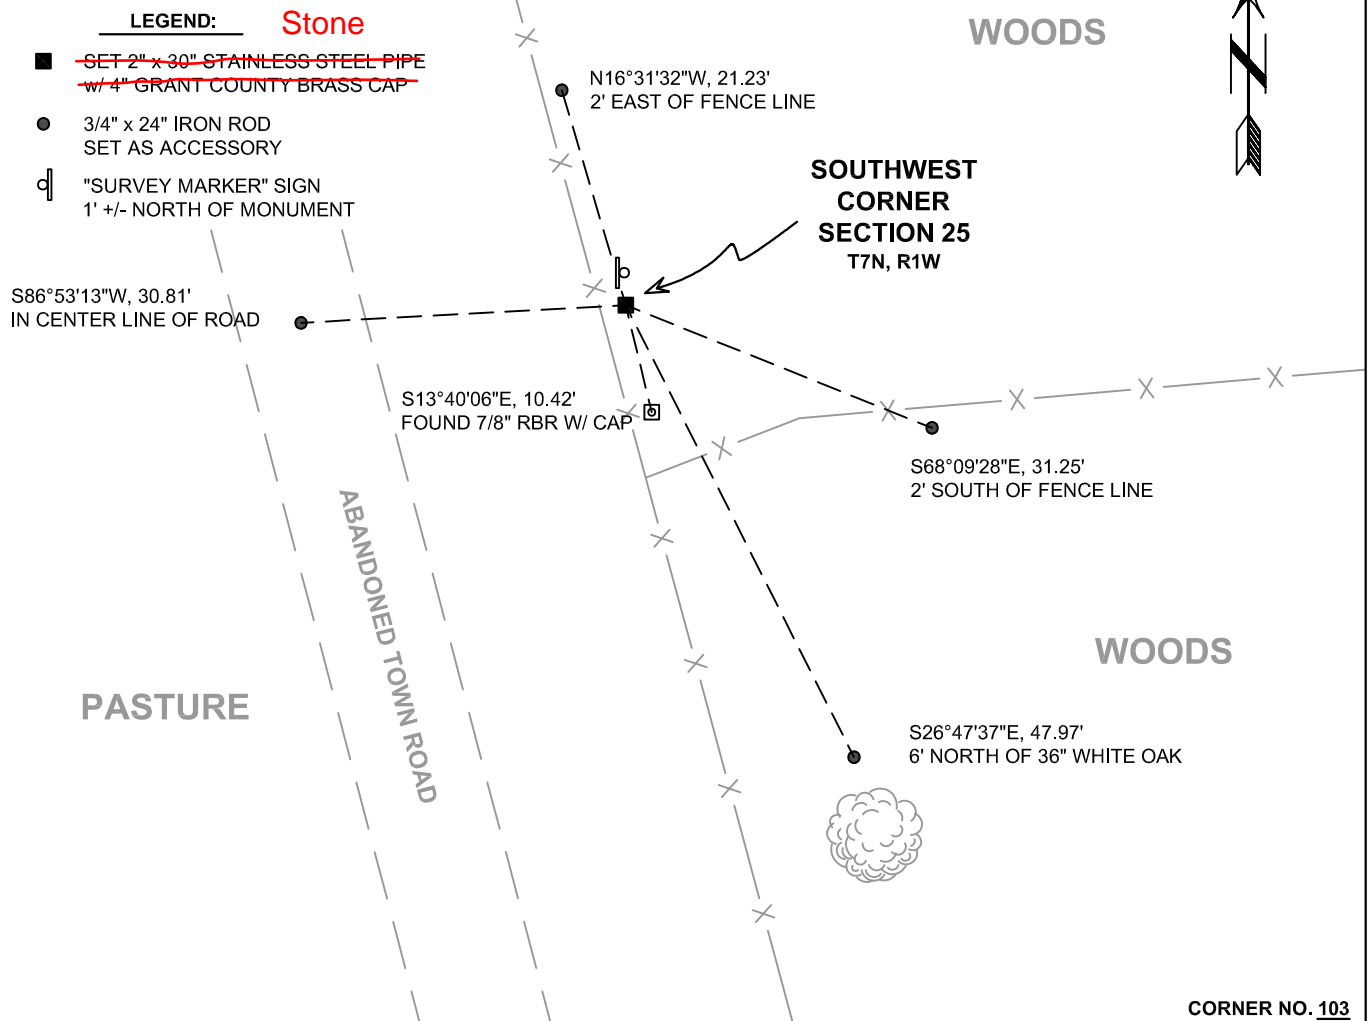 LEGEND:
Stone
SET 2" x 30" STAINLESS STEEL PIPE
w/ 4" GRANT COUNTY BRASS CAP
3/4" x 24" IRON ROD
SET AS ACCESSORY
"SURVEY MARKER" SIGN
1' +/- NORTH OF MONUMENT
WOODS
N
N16°31'32"W, 21.23'
2' EAST OF FENCE LINE
SOUTHWEST
CORNER
SECTION 25
T7N, R1W
S86°53'13"W, 30.81'
IN CENTER LINE OF ROAD
S13°40'06"E, 10.42'
FOUND 7/8" RBR W/ CAP
S68°09'28"E, 31.25'
2' SOUTH OF FENCE LINE
ABANDONED TOWN ROAD
WOODS
PASTURE
S26°47'37"E, 47.97'
6' NORTH OF 36" WHITE OAK
CORNER NO. 103